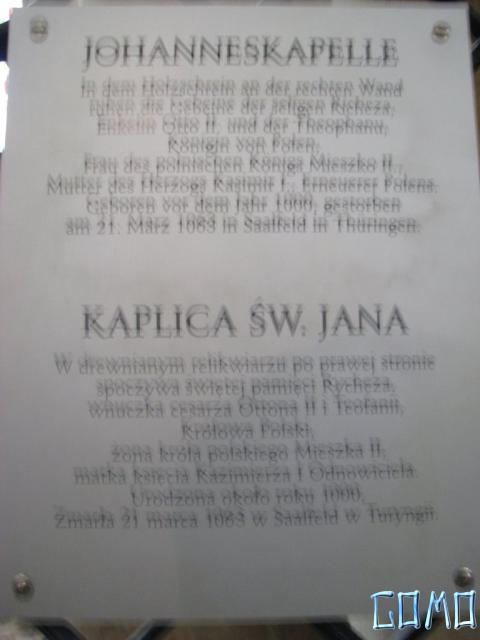 JOHANNESKAPELLE
In dem Holzschrein an der rechten Wand
ruhen die Gebeine der seligen Richeza,
Enkelin Otto II. und der Theophanu,
Königin von Polen,
Frau des polnischen Königs Mieszko II.,
Mutter des Herzogs Kasimir I., Erneuerer Polens.
Geboren vor dem Jahr 1000, gestorben
am 21. März 1063 in Saalfeld in Thüringen.
KAPLICA ŚW. JANA
W drewnianym relikwiarzu po prawej stronie
spoczywa świętej pamięci Rycheza,
wnuczka cesarza Ottona II i Teofanii,
Królowa Polski,
żona króla polskiego Mieszka II,
matka księcia Kazimierza I Odnowiciela.
Urodzona około roku 1000,
Zmarła 21 marca 1063 w Saalfeld w Turyngii.
COMO